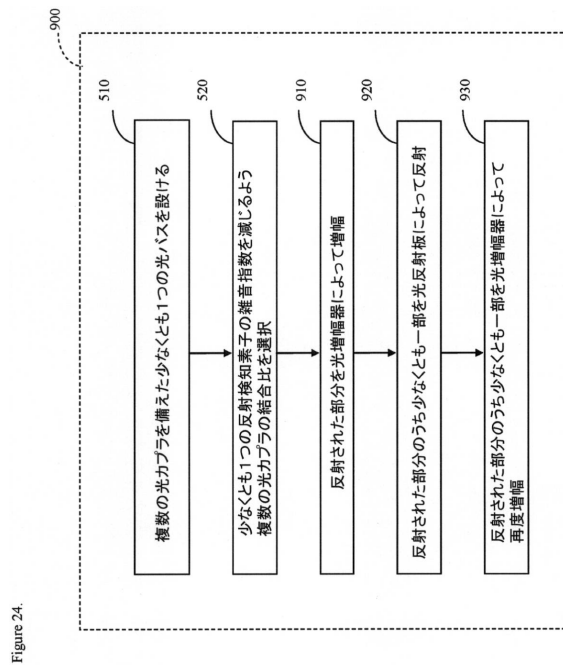 Figure 24.
900
510
複数の光カプラを備えた少なくとも1つの光バスを設ける
520
少なくとも1つの反射検知素子の雑音指数を減じるよう
複数の光カプラの結合比を選択
910
反射された部分を光増幅器によって増幅
920
反射された部分のうち少なくとも一部を光反射板によって反射
930
反射された部分のうち少なくとも一部を光増幅器によって
再度増幅